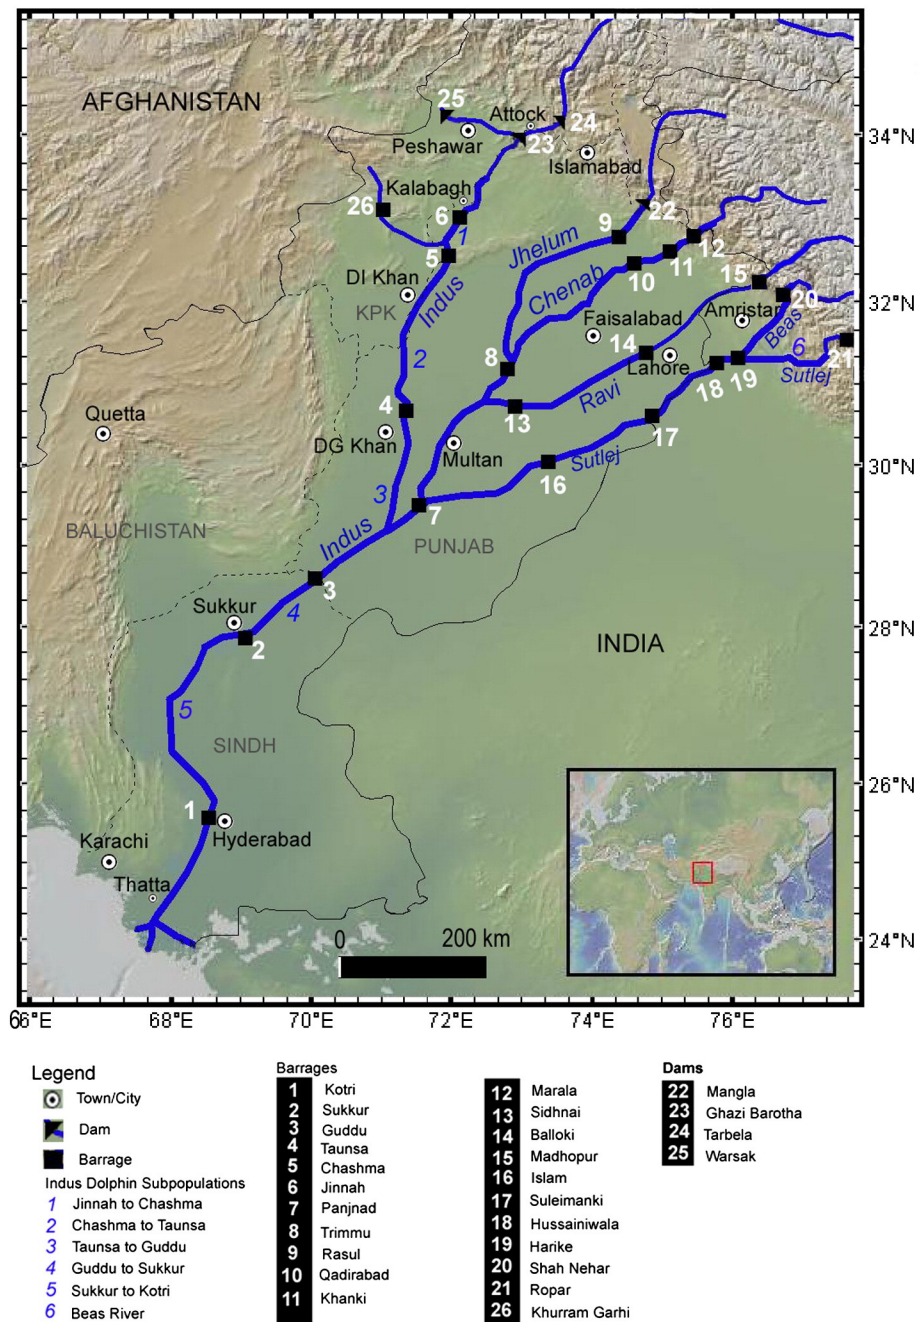 AFGHANISTAN
25
Attock
24
34°N
Peshawar
23
Islamabad
Kalabagh
26
6
1
22
9
12
Jhelum
5
11
10
DI Khan
Indus
Chenab
15
KPK
32°N
20
Amristar
Faisalabad
Beas
14
6
2
8
Lahore
21
18
19
Sutlej
Ravi
4
13
Quetta
17
DG Khan
Multan
Sutlej
30°N
16
3
7
BALUCHISTAN
Indus
PUNJAB
3
Sukkur
4
28°N
2
INDIA
5
SINDH
26°N
1
Hyderabad
Karachi
Thatta
0 200 km
24°N
66°E 68°E 70°E 72°E 74°E 76°E
Legend
Town/City
Dam
Barrage
Indus Dolphin Subpopulations
1 Jinnah to Chashma
2 Chashma to Taunsa
3 Taunsa to Guddu
4 Guddu to Sukkur
5 Sukkur to Kotri
6 Beas River
Barrages
1 Kotri
2 Sukkur
3 Guddu
4 Taunsa
5 Chashma
6 Jinnah
7 Panjnad
8 Trimmu
9 Rasul
10 Qadirabad
11 Khanki
12 Marala
13 Sidhnai
14 Balloki
15 Madhopur
16 Islam
17 Suleimanki
18 Hussainiwala
19 Harike
20 Shah Nehar
21 Ropar
26 Khurram Garhi
Dams
22 Mangla
23 Ghazi Barotha
24 Tarbela
25 Warsak